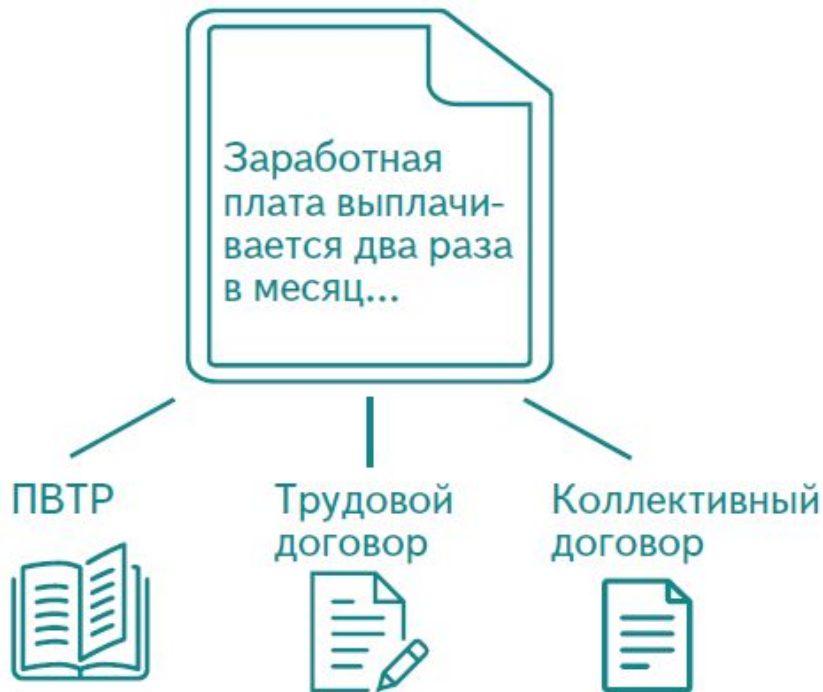 Заработная
плата выплачи-
вается два раза
в месяц...
ПВТР
Трудовой
договор
Коллективный
договор